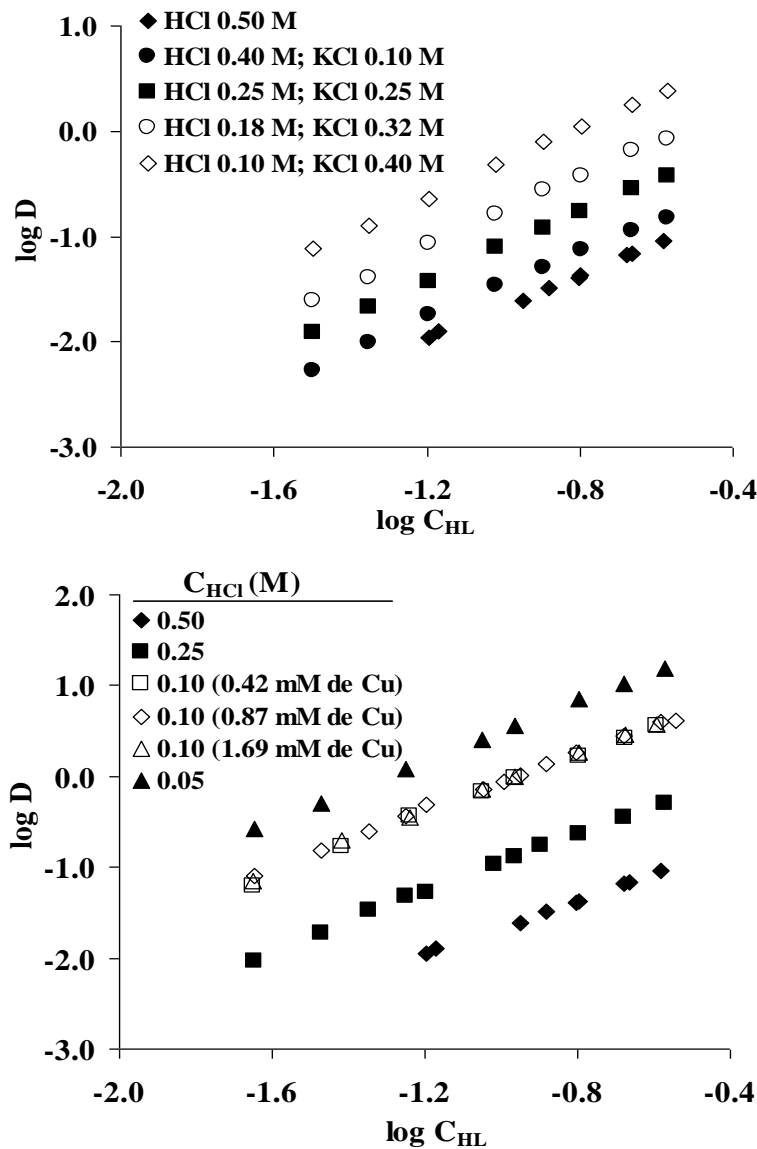 1.0
HCl 0.50 M
HCl 0.40 M; KCl 0.10 M
HCl 0.25 M; KCl 0.25 M
HCl 0.18 M; KCl 0.32 M
HCl 0.10 M; KCl 0.40 M
0.0
-1.0
-2.0
-3.0
log D
-2.0 -1.6 -1.2 -0.8 -0.4
log C_HL
2.0
C_HCl (M)
0.50
0.25
0.10 (0.42 mM de Cu)
0.10 (0.87 mM de Cu)
0.10 (1.69 mM de Cu)
0.05
1.0
0.0
-1.0
-2.0
-3.0
log D
-2.0 -1.6 -1.2 -0.8 -0.4
log C_HL